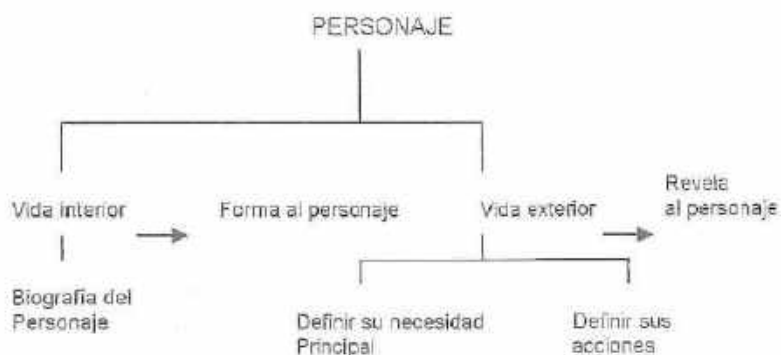 PERSONAJE
Vida interior
Forma al personaje
Vida exterior
Revela
al personaje
Biografía del
Personaje
Definir su necesidad
Principal
Definir sus
acciones